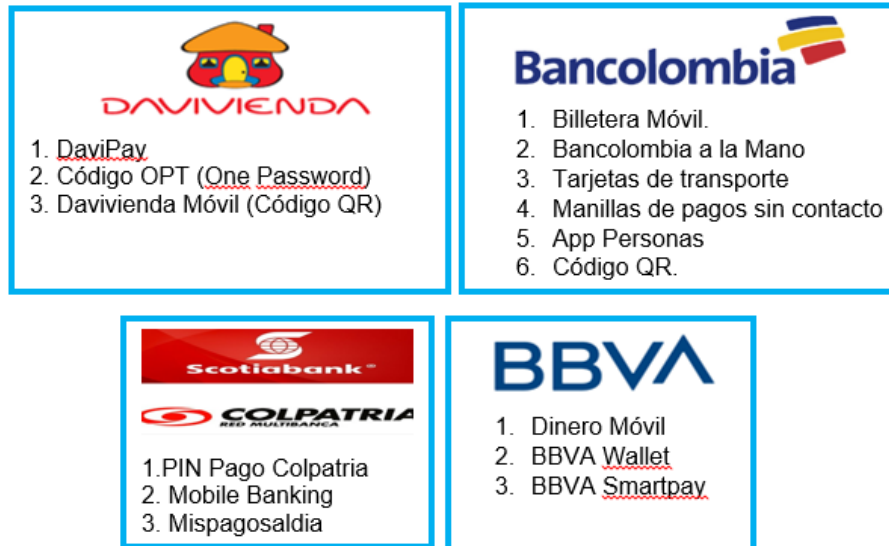 DAVIVIENDA
1. DaviPay
2. Código OPT (One Password)
3. Davivienda Móvil (Código QR)
Bancolombia
1. Billetera Móvil.
2. Bancolombia a la Mano
3. Tarjetas de transporte
4. Manillas de pagos sin contacto
5. App Personas
6. Código QR.
Scotiabank®
COLPATRIA
RED MULTIBANCA
1.PIN Pago Colpatria
2. Mobile Banking
3. Mispagosaldia
BBVA
1. Dinero Móvil
2. BBVA Wallet
3. BBVA Smartpay